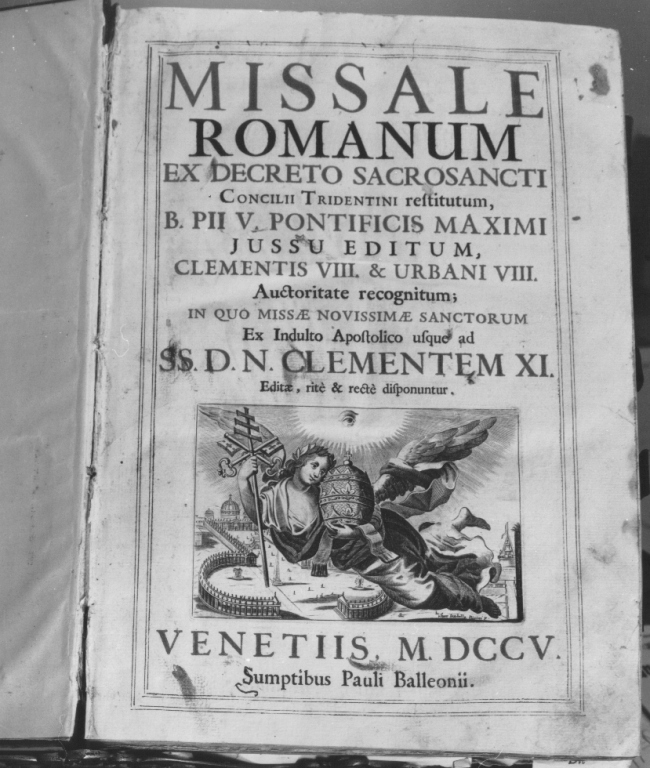 MISSALE
ROMANUM
EX DECRETO SACROSANCTI
CONCILII TRIDENTINI reſtitutum,
B. PII V. PONTIFICIS MAXIMI
JUSSU EDITUM,
CLEMENTIS VIII. & URBANI VIII.
Auctoritate recognitum;
IN QUO MISSÆ NOVISSIMÆ SANCTORUM
Ex Indulto Apoſtolico uſque ad
SS. D. N. CLEMENTEM XI.
Editæ, ritè & rectè diſponuntur.
VENETIIS, M. DCCV.
Sumptibus Pauli Balleonii.